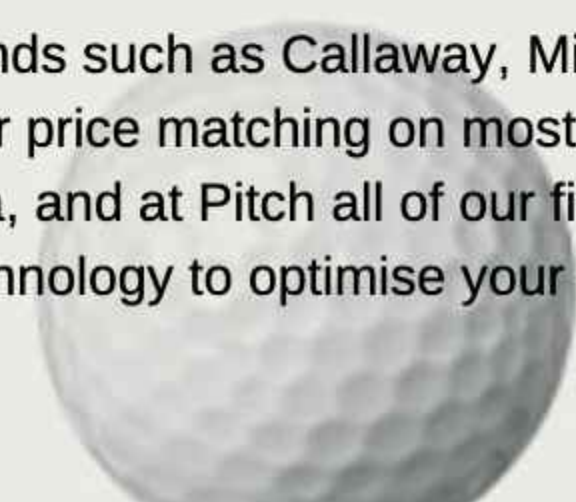 nds such as Callaway, Mi
r price matching on most
, and at Pitch all of our fi
hnology to optimise your